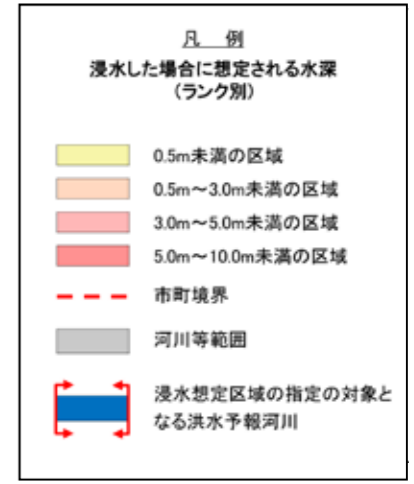 凡　例
浸水した場合に想定される水深
(ランク別)
0.5m未満の区域
0.5m～3.0m未満の区域
3.0m～5.0m未満の区域
5.0m～10.0m未満の区域
市町境界
河川等範囲
浸水想定区域の指定の対象と
なる洪水予報河川